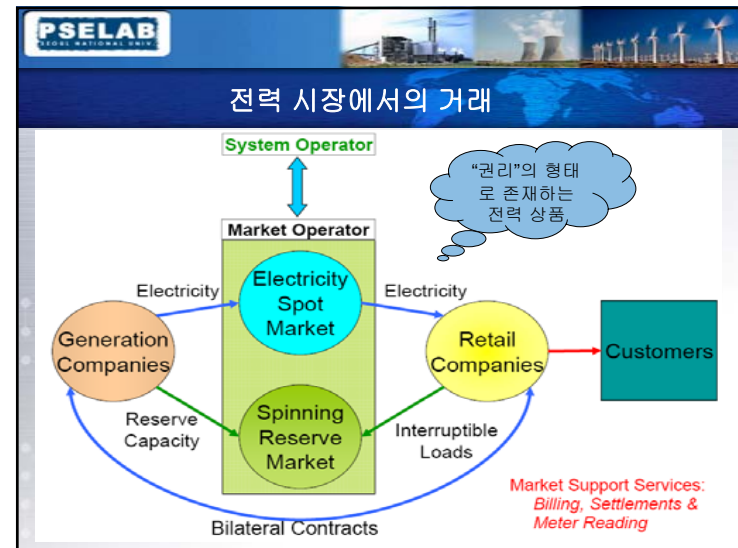 PSELAB
SEOUL NATIONAL UNIV.
전력 시장에서의 거래
System Operator
“권리”의 형태
로 존재하는
전력 상품
Market Operator
Electricity
Electricity
Spot
Market
Electricity
Generation
Companies
Retail
Companies
Customers
Reserve
Capacity
Spinning
Reserve
Market
Interruptible
Loads
Bilateral Contracts
Market Support Services:
Billing, Settlements &
Meter Reading